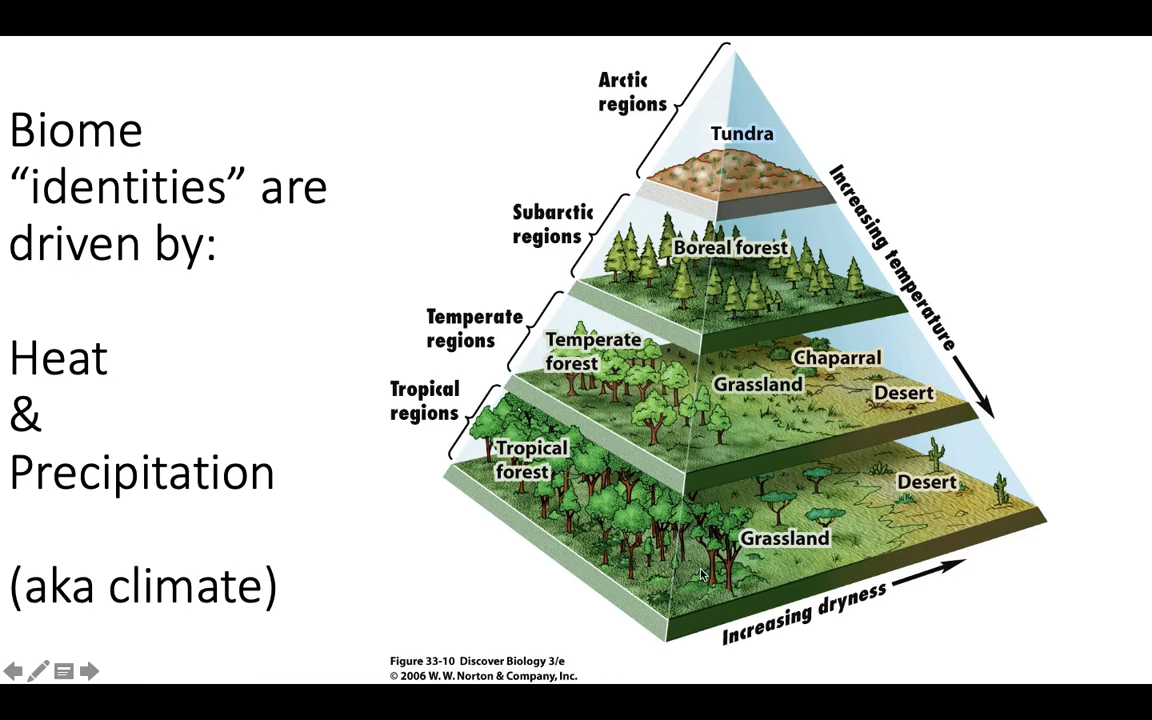 Biome
“identities” are
driven by:
Heat
&
Precipitation
(aka climate)
Arctic
regions
Tundra
Increasing temperature
Subarctic
regions
Boreal forest
Temperate
regions
Temperate
forest
Chaparral
Grassland
Desert
Tropical
regions
Tropical
forest
Desert
Grassland
Increasing dryness
Figure 33-10 Discover Biology 3/e
© 2006 W. W. Norton & Company, Inc.